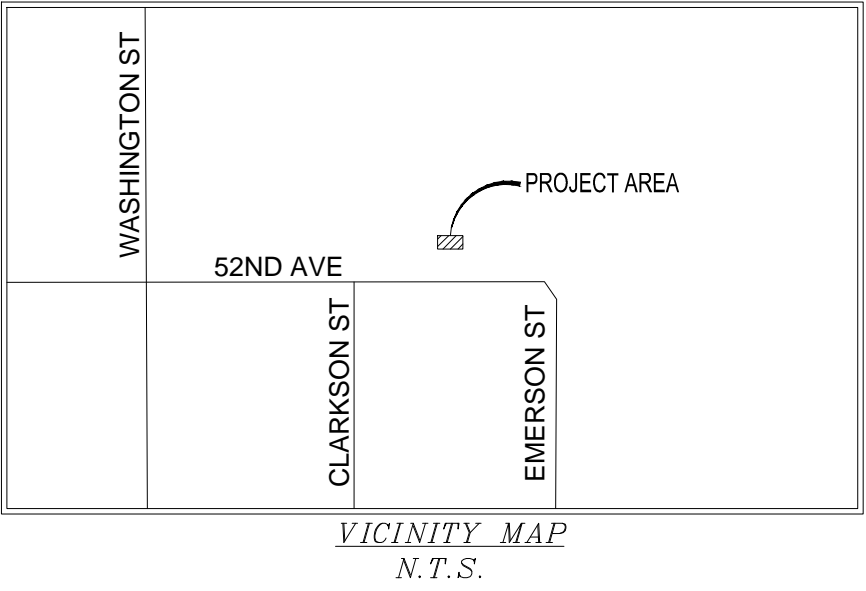 WASHINGTON ST
PROJECT AREA
52ND AVE
CLARKSON ST
EMERSON ST
VICINITY MAP
N.T.S.